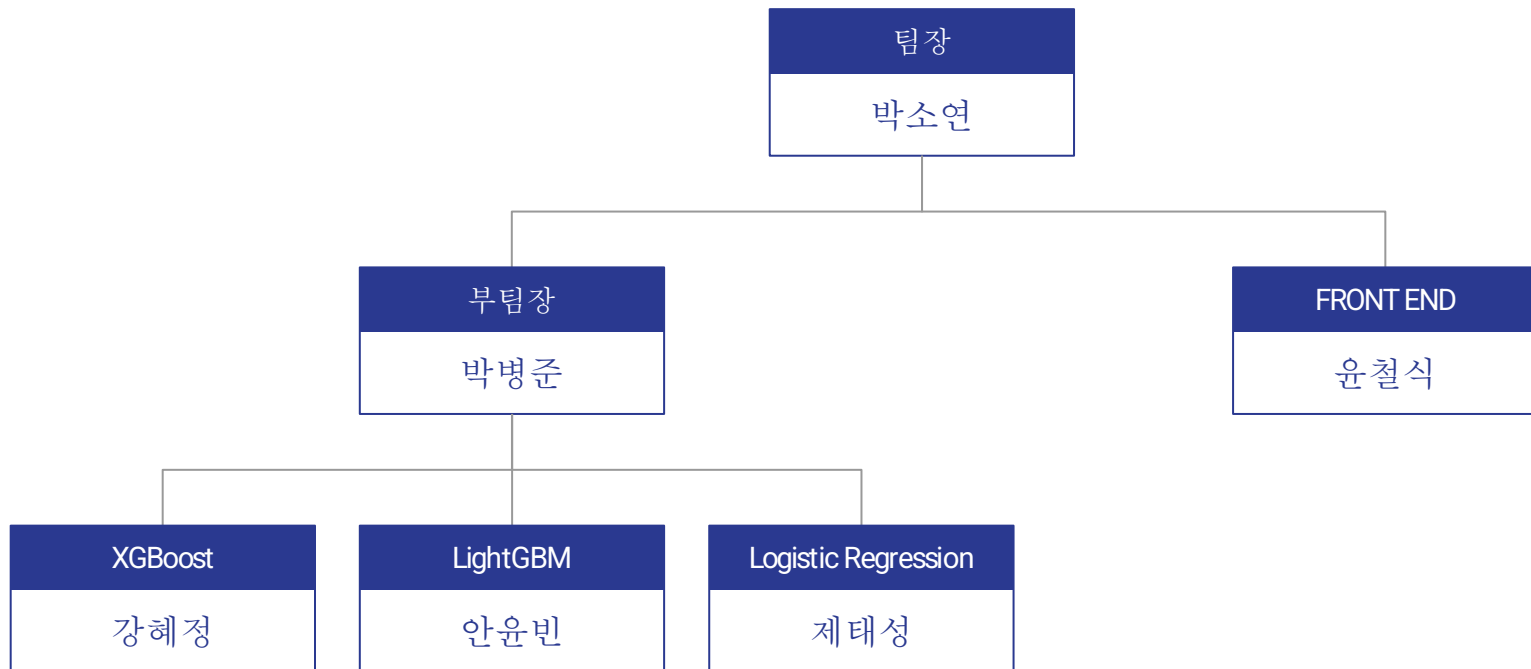 팀장
박소연
부팀장
박병준
FRONT END
윤철식
XGBoost
강혜정
LightGBM
안윤빈
Logistic Regression
제태성